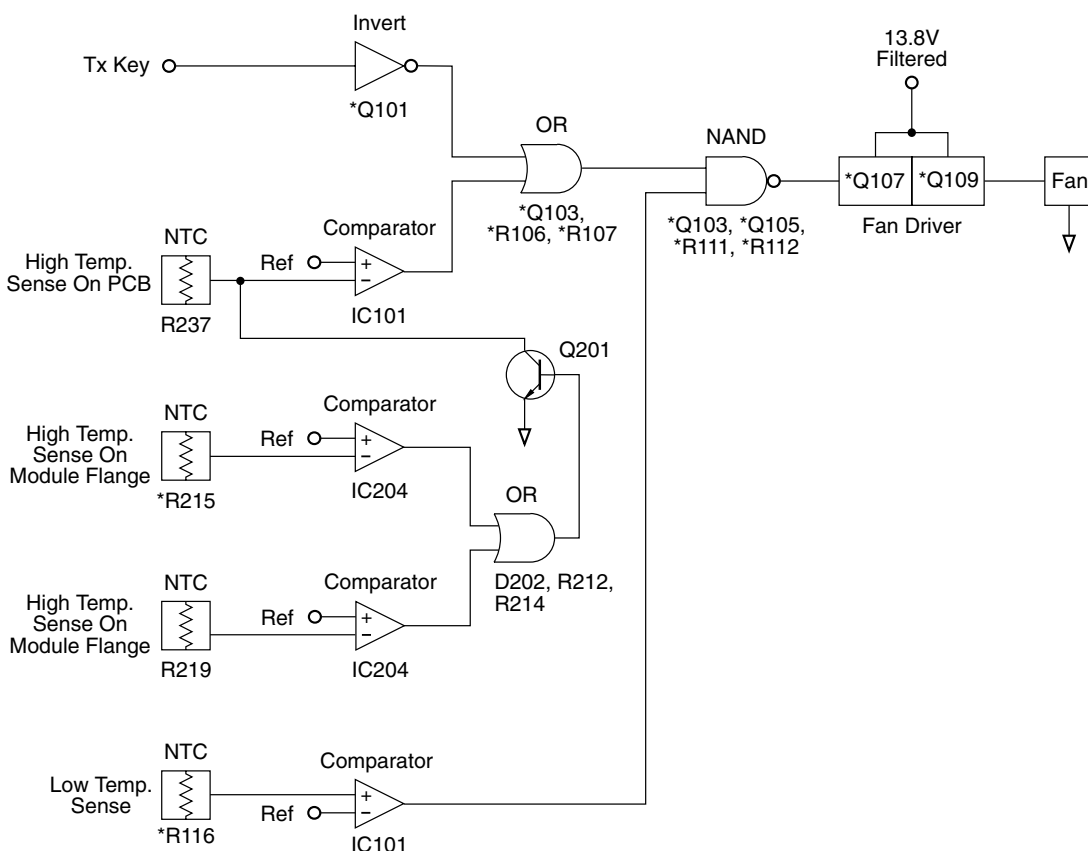 Invert
Tx Key
*Q101
13.8V
Filtered
OR
NAND
*Q107
*Q109
Fan
*Q103,
*R106, *R107
*Q103, *Q105,
*R111, *R112
Fan Driver
NTC
Comparator
High Temp.
Sense On PCB
Ref
+
−
R237
IC101
Q201
NTC
Comparator
High Temp.
Sense On
Module Flange
Ref
+
−
*R215
IC204
OR
D202, R212,
R214
NTC
Comparator
High Temp.
Sense On
Module Flange
Ref
+
−
R219
IC204
NTC
Comparator
Low Temp.
Sense
+
Ref
−
*R116
IC101